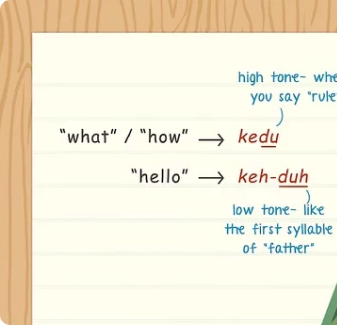 high tone- whe
you say "rule
"what" / "how" → kedu
"hello" → keh-duh
low tone- like
the first syllable
of "father"